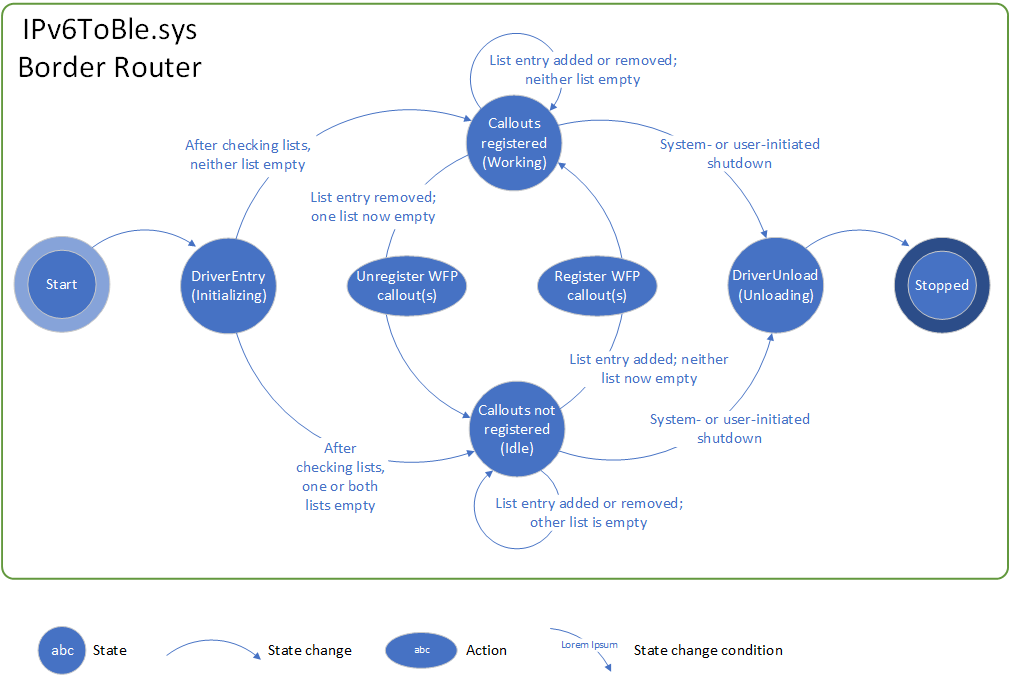 IPv6ToBle.sys
Border Router
List entry added or removed;
neither list empty
Callouts
registered
(Working)
After checking lists,
neither list empty
System- or user-initiated
shutdown
List entry removed;
one list now empty
Start
DriverEntry
(Initializing)
Unregister WFP
callout(s)
Register WFP
callout(s)
DriverUnload
(Unloading)
Stopped
List entry added; neither
list now empty
Callouts not
registered
(Idle)
System- or user-initiated
shutdown
After
checking lists,
one or both
lists empty
List entry added or removed;
other list is empty
abc
State
State change
abc
Action
Lorem Ipsum
State change condition